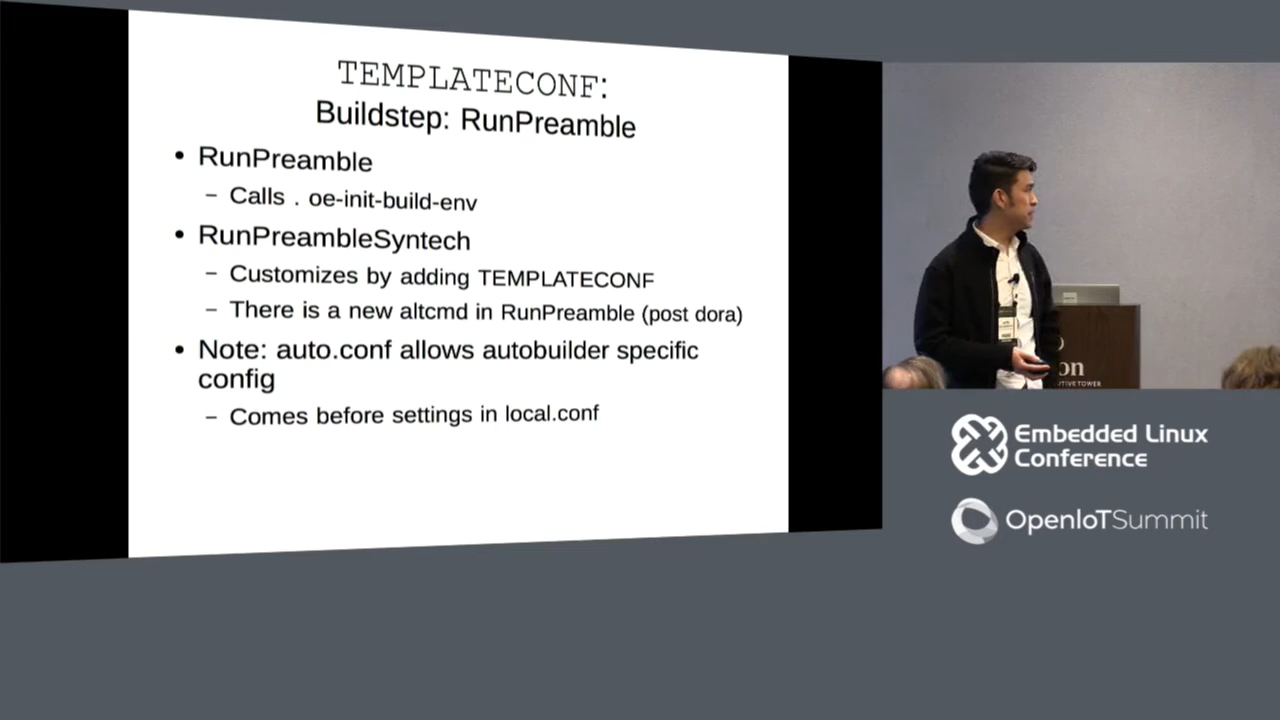 TEMPLATECONF:
Buildstep: RunPreamble
• RunPreamble
– Calls . oe-init-build-env
• RunPreambleSyntech
– Customizes by adding TEMPLATECONF
– There is a new altcmd in RunPreamble (post dora)
• Note: auto.conf allows autobuilder specific
config
– Comes before settings in local.conf
on
Embedded Linux
Conference
OpenIoTSummit